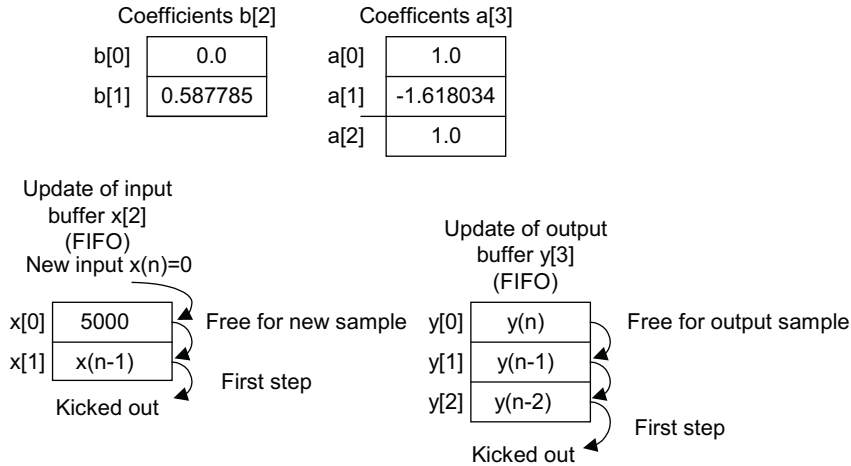 Coefficients b[2]
b[0] 0.0
b[1] 0.587785
Coefficents a[3]
a[0] 1.0
a[1] -1.618034
a[2] 1.0
Update of input
buffer x[2]
(FIFO)
New input x(n)=0
x[0] 5000 Free for new sample
x[1] x(n-1)
First step
Kicked out
Update of output
buffer y[3]
(FIFO)
y[0] y(n) Free for output sample
y[1] y(n-1)
y[2] y(n-2)
First step
Kicked out